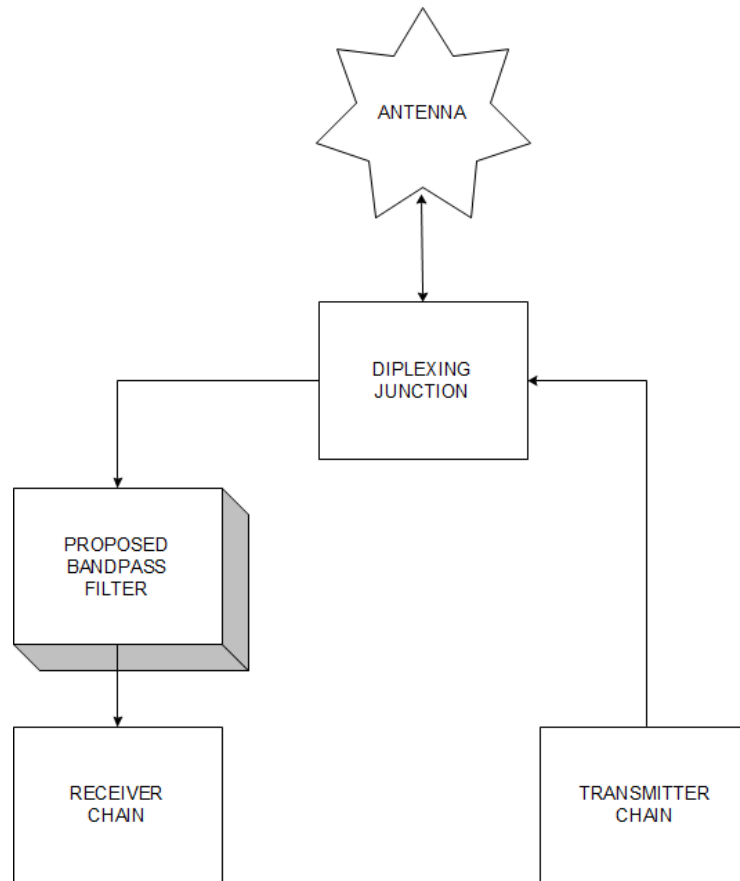 ANTENNA
DIPLEXING
JUNCTION
PROPOSED
BANDPASS
FILTER
RECEIVER
CHAIN
TRANSMITTER
CHAIN